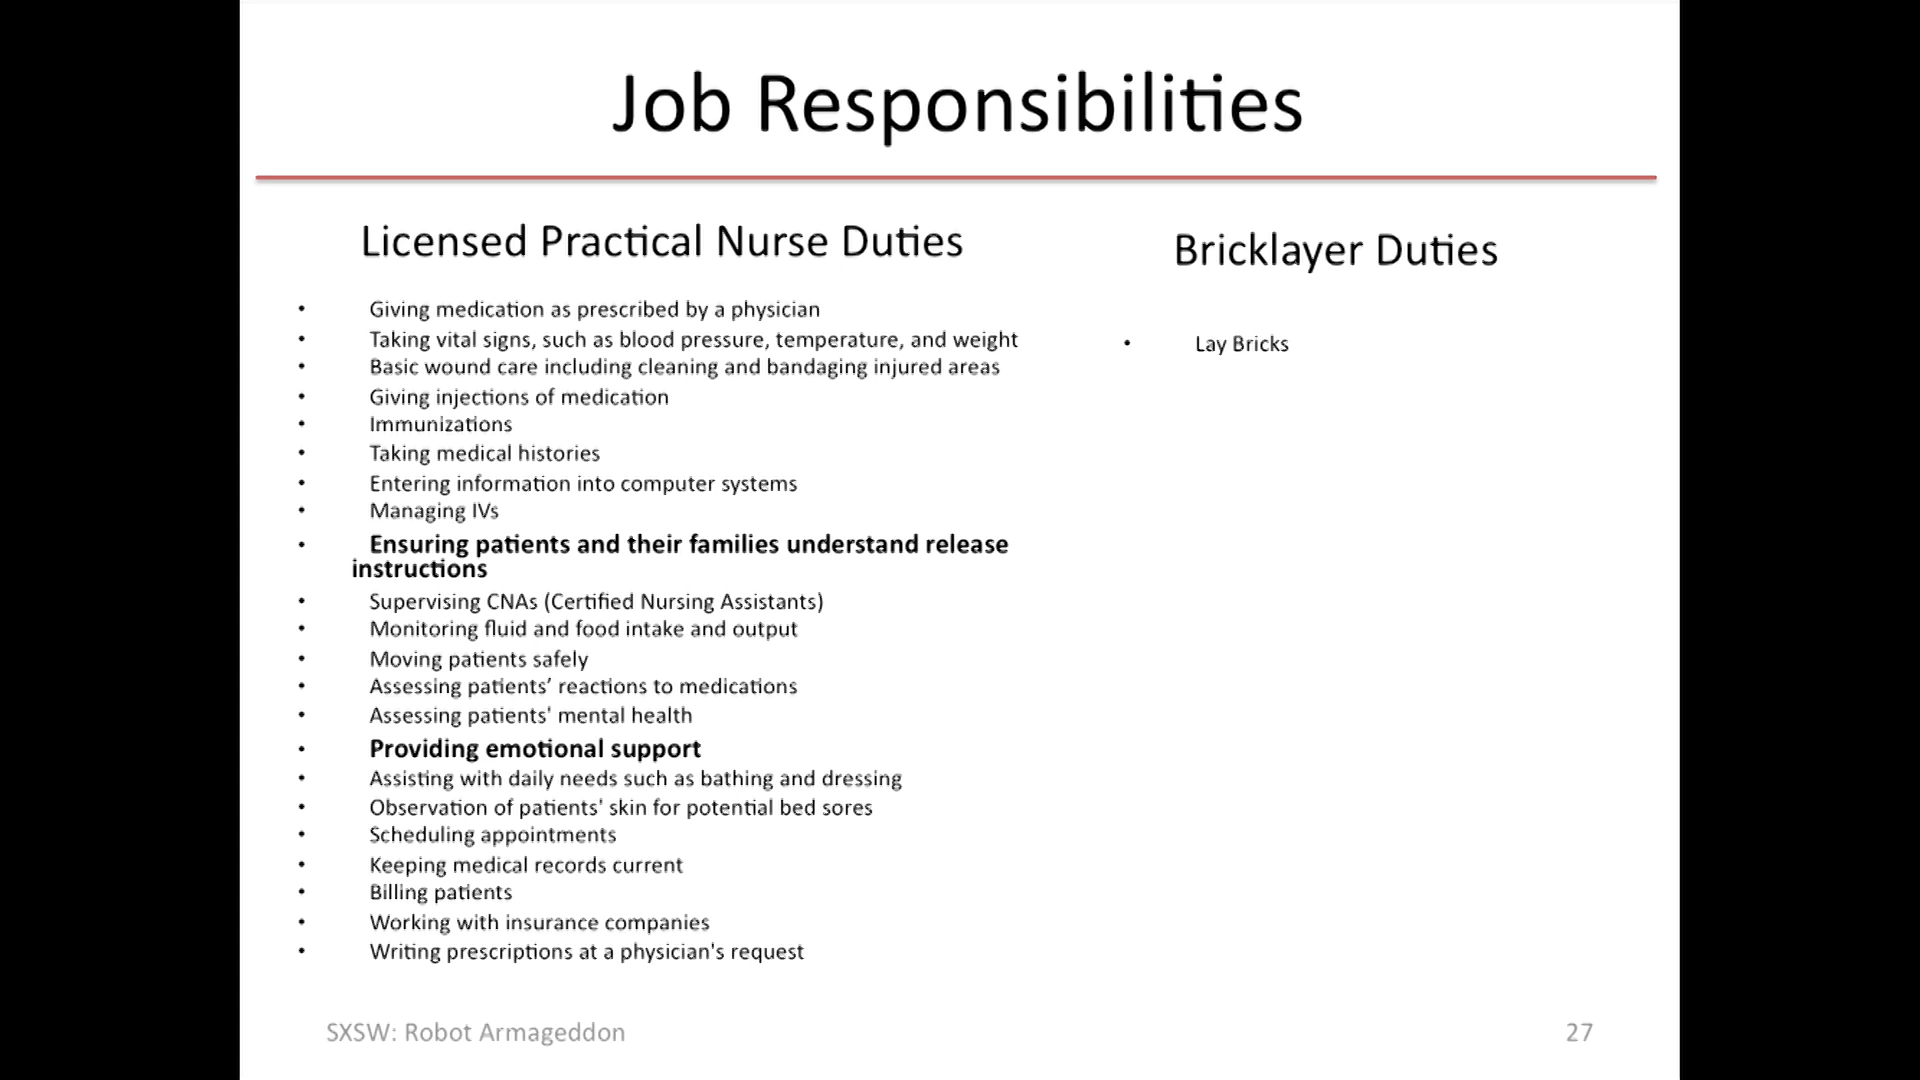 Job Responsibilities
Licensed Practical Nurse Duties
• Giving medication as prescribed by a physician
• Taking vital signs, such as blood pressure, temperature, and weight
• Basic wound care including cleaning and bandaging injured areas
• Giving injections of medication
• Immunizations
• Taking medical histories
• Entering information into computer systems
• Managing IVs
• Ensuring patients and their families understand release
instructions
• Supervising CNAs (Certified Nursing Assistants)
• Monitoring fluid and food intake and output
• Moving patients safely
• Assessing patients’ reactions to medications
• Assessing patients' mental health
• Providing emotional support
• Assisting with daily needs such as bathing and dressing
• Observation of patients' skin for potential bed sores
• Scheduling appointments
• Keeping medical records current
• Billing patients
• Working with insurance companies
• Writing prescriptions at a physician's request
Bricklayer Duties
• Lay Bricks
SXSW: Robot Armageddon
27